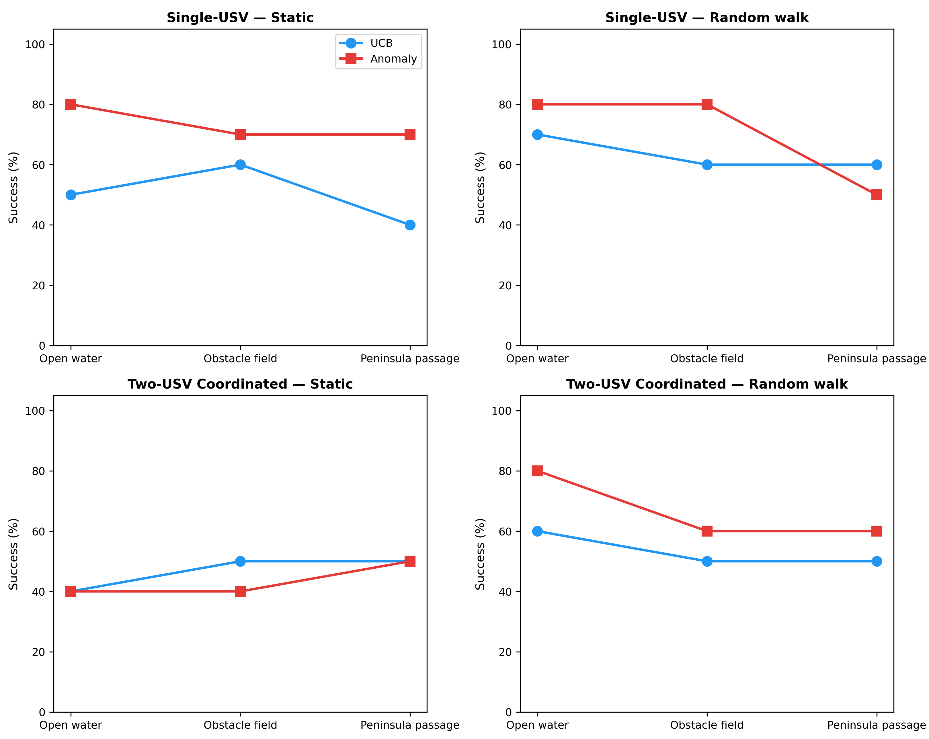 Single-USV — Static
Single-USV — Random walk
UCB
Anomaly
Success (%)
100
80
60
40
20
0
Open water
Obstacle field
Peninsula passage
Success (%)
100
80
60
40
20
0
Open water
Obstacle field
Peninsula passage
Two-USV Coordinated — Static
Two-USV Coordinated — Random walk
Success (%)
100
80
60
40
20
0
Open water
Obstacle field
Peninsula passage
Success (%)
100
80
60
40
20
0
Open water
Obstacle field
Peninsula passage